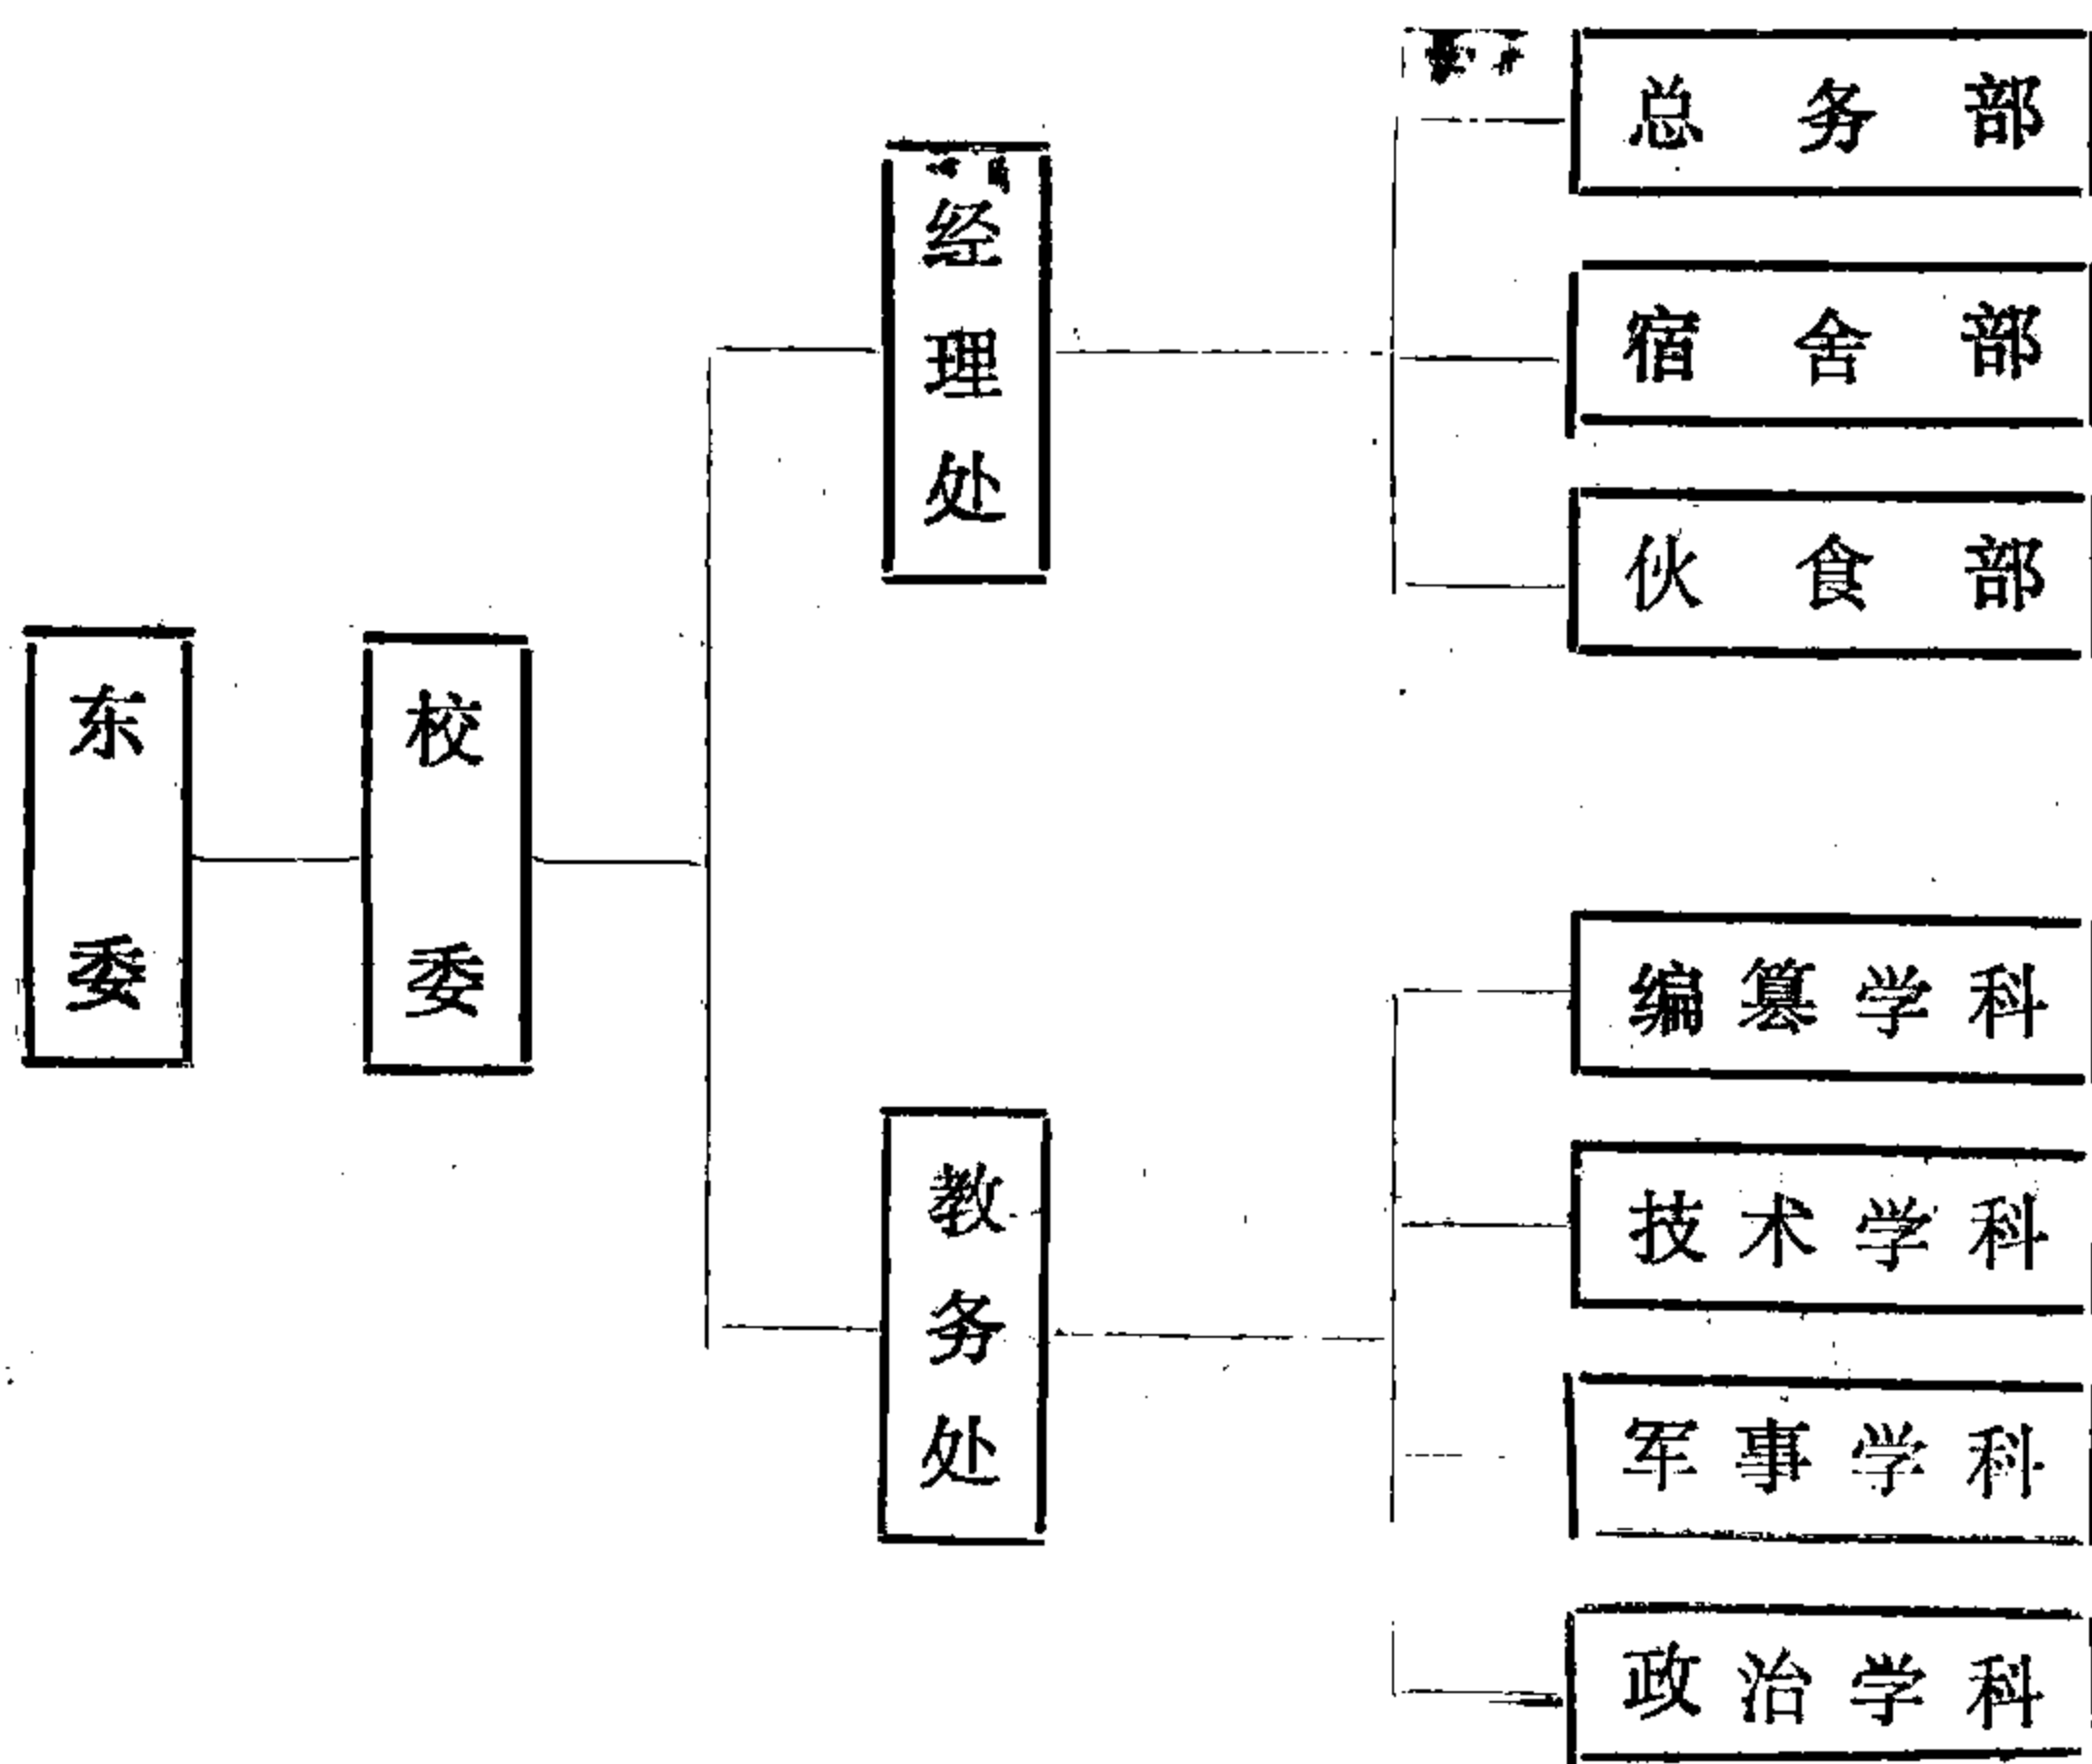 东委
校委
经理处
总务部
宿舍部
伙食部
教务处
编篡学科
技术学科
军事学科
政治学科